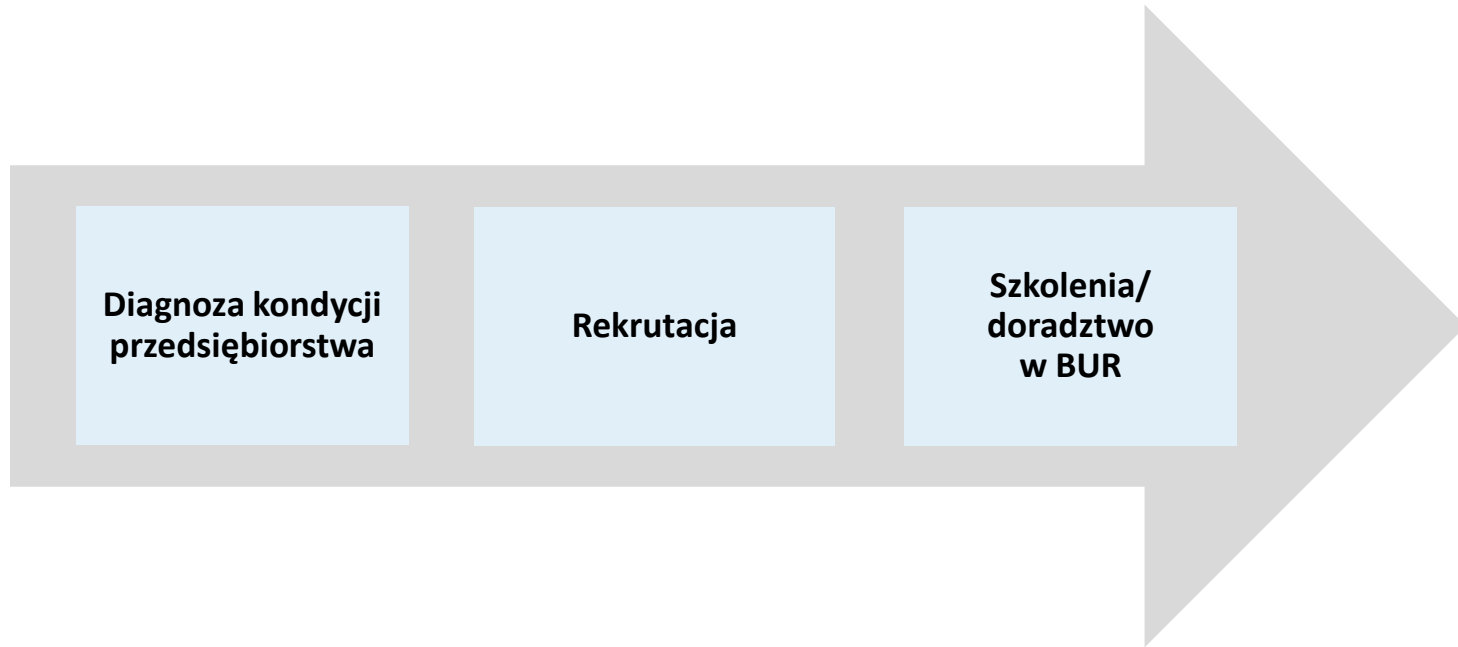 Diagnoza kondycji
przedsiębiorstwa
Rekrutacja
Szkolenia/
doradztwo
w BUR